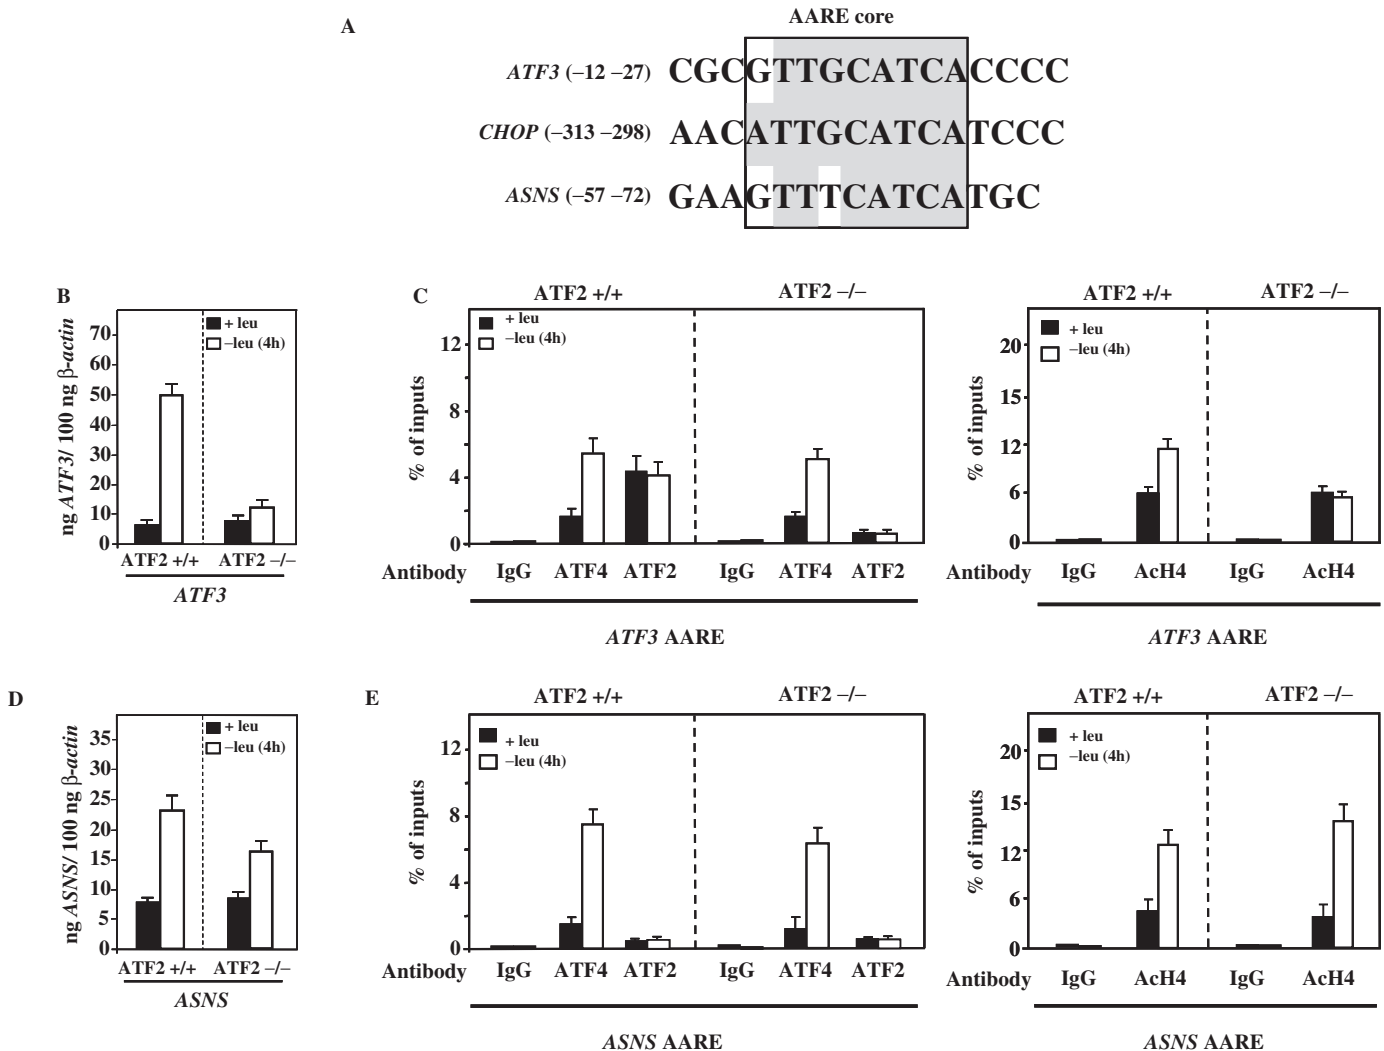 A
AARE core
ATF3 (–12 –27) CGCGTTGCATCACCCC
CHOP (–313 –298) AACATTGCATCATCCC
ASNS (–57 –72) GAAGTTTCATCATGC
B
ng ATF3/ 100 ng β-actin
70
60
50
40
30
20
10
0
+ leu
–leu (4h)
ATF2 +/+ ATF2 –/–
ATF3
C
ATF2 +/+ ATF2 –/–
% of inputs
12
8
4
0
+ leu
–leu (4h)
Antibody IgG ATF4 ATF2 IgG ATF4 ATF2
ATF3 AARE
ATF2 +/+ ATF2 –/–
% of inputs
20
15
12
6
0
+ leu
–leu (4h)
Antibody IgG AcH4 IgG AcH4
ATF3 AARE
D
ng ASNS/ 100 ng β-actin
35
30
25
20
15
10
5
0
+ leu
–leu (4h)
ATF2 +/+ ATF2 –/–
ASNS
E
ATF2 +/+ ATF2 –/–
% of inputs
12
8
4
0
+ leu
–leu (4h)
Antibody IgG ATF4 ATF2 IgG ATF4 ATF2
ASNS AARE
ATF2 +/+ ATF2 –/–
% of inputs
20
15
12
6
0
+ leu
–leu (4h)
Antibody IgG AcH4 IgG AcH4
ASNS AARE